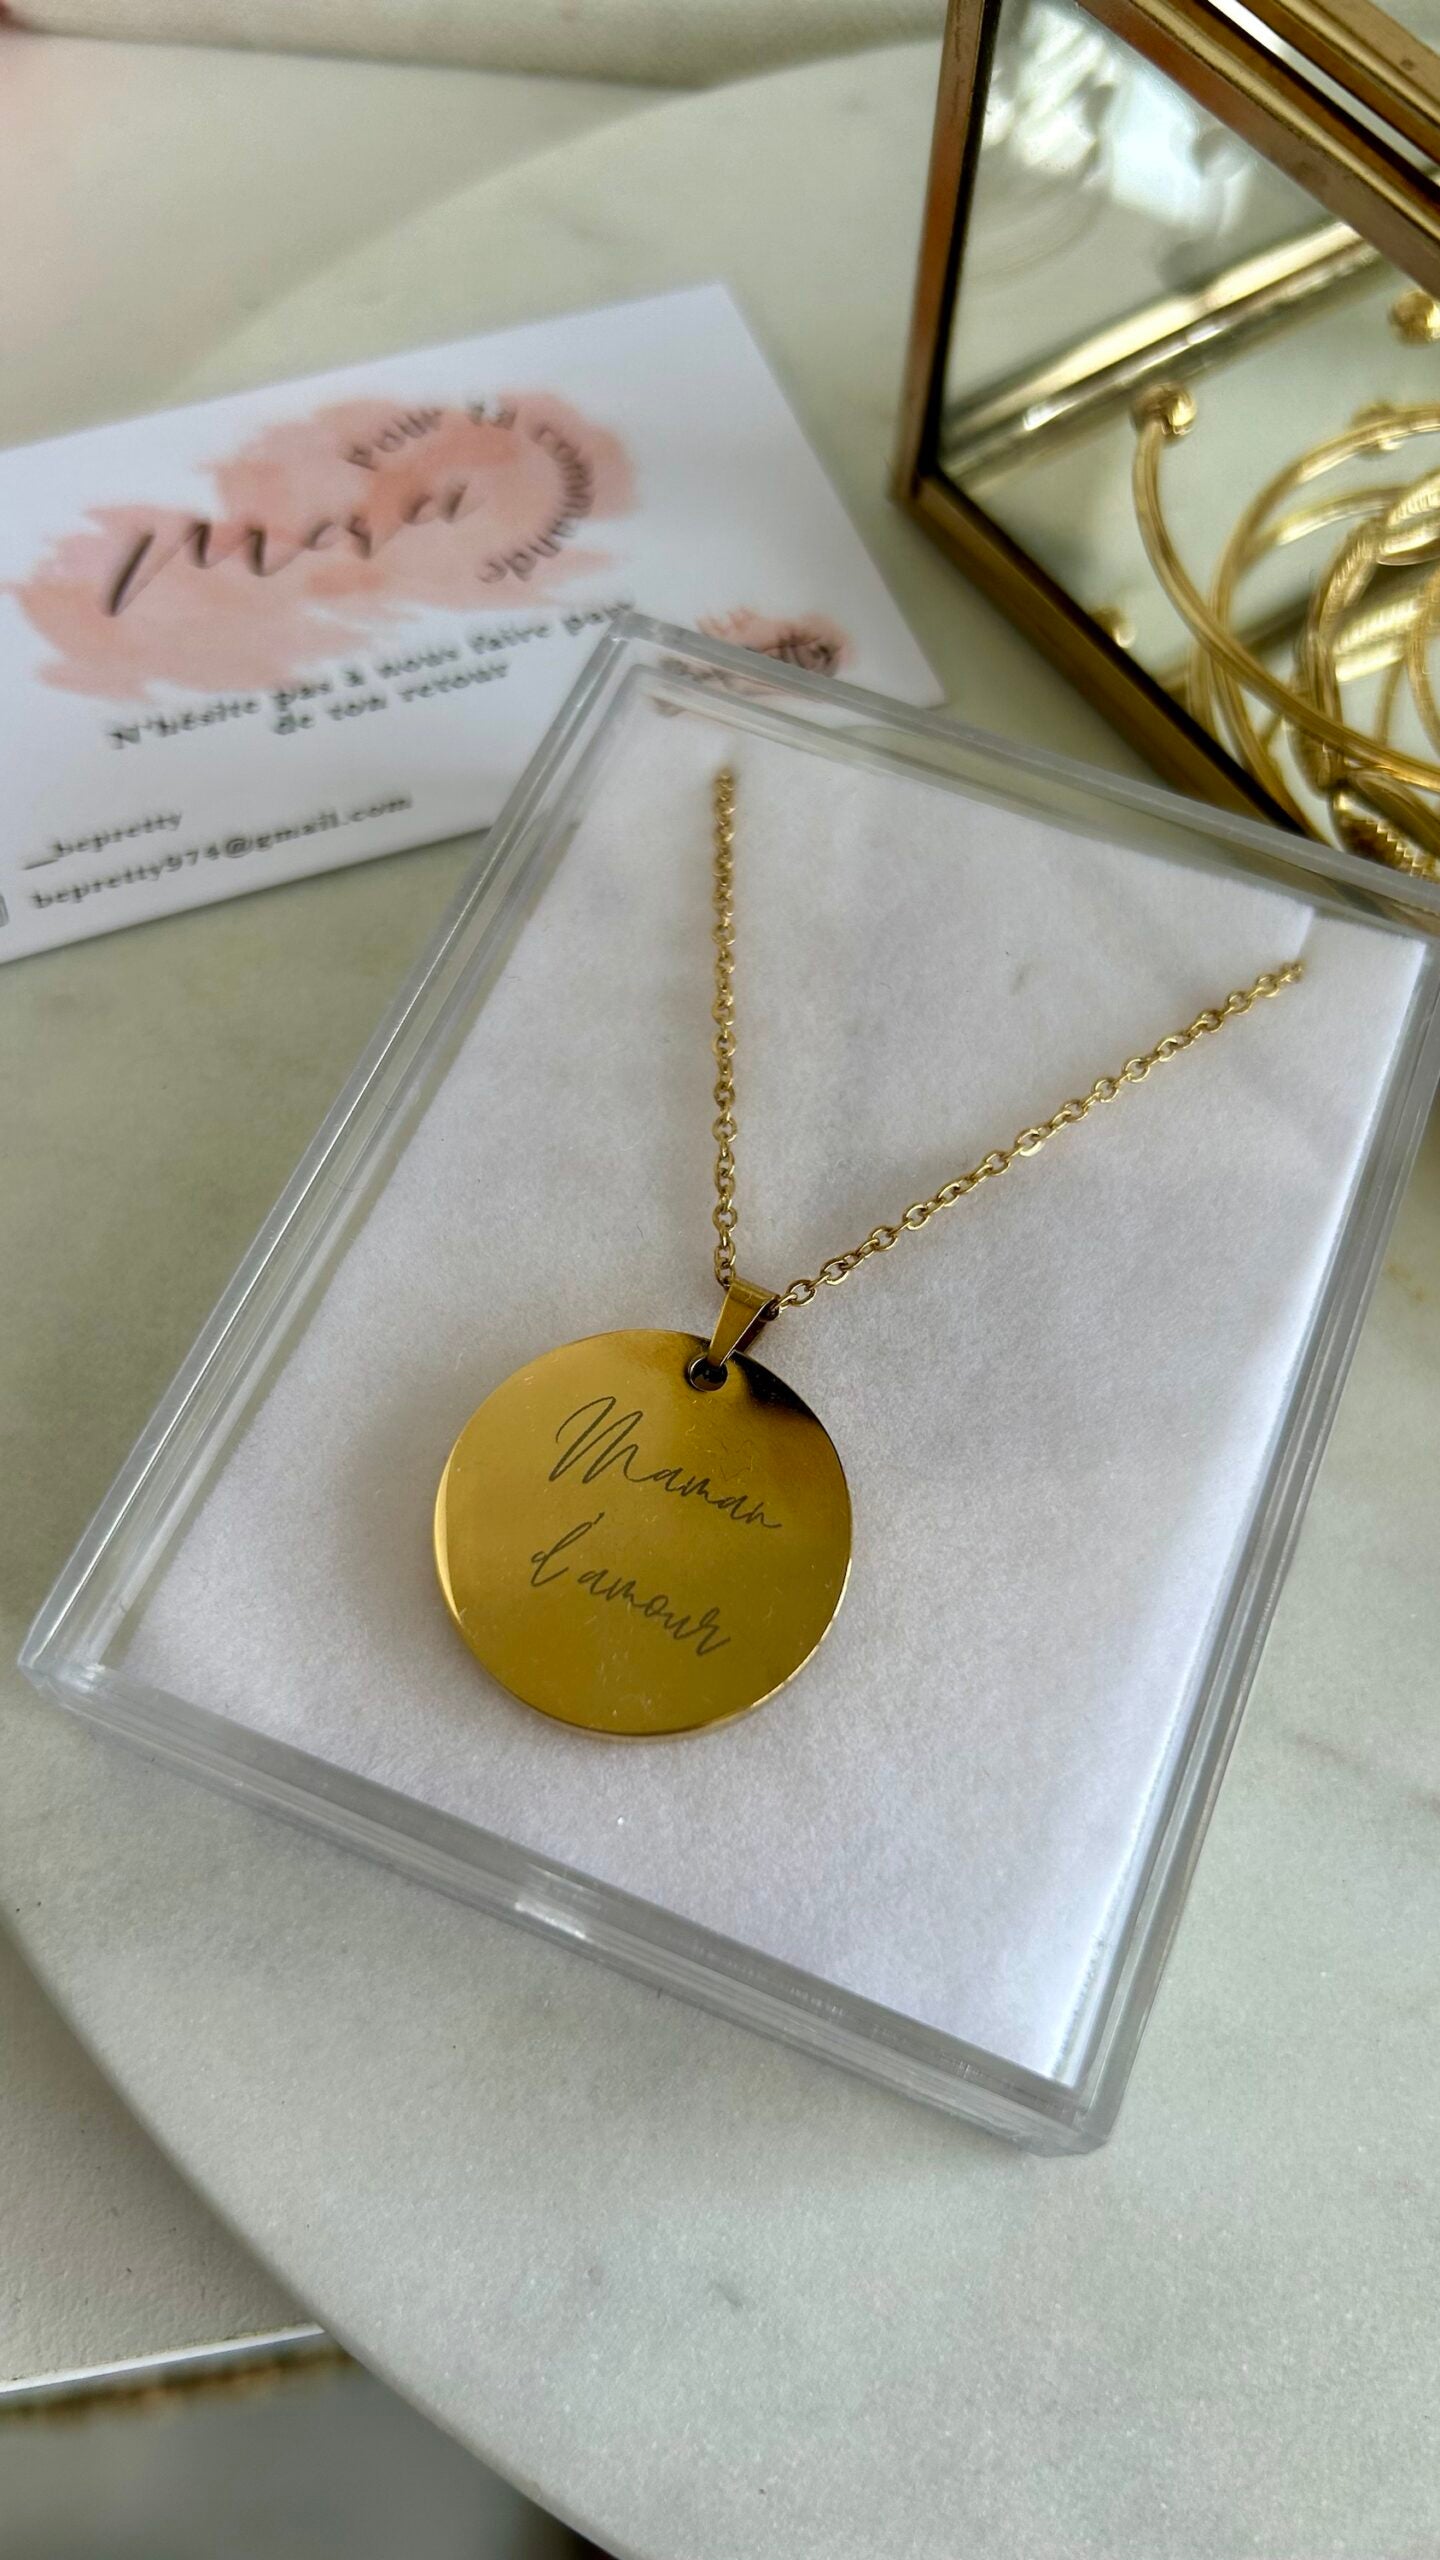 Merci
Pour ta commande
N'hésite pas à nous faire part
de ton retour
__bepretty
bepretty974@gmail.com
Maman
d'amour